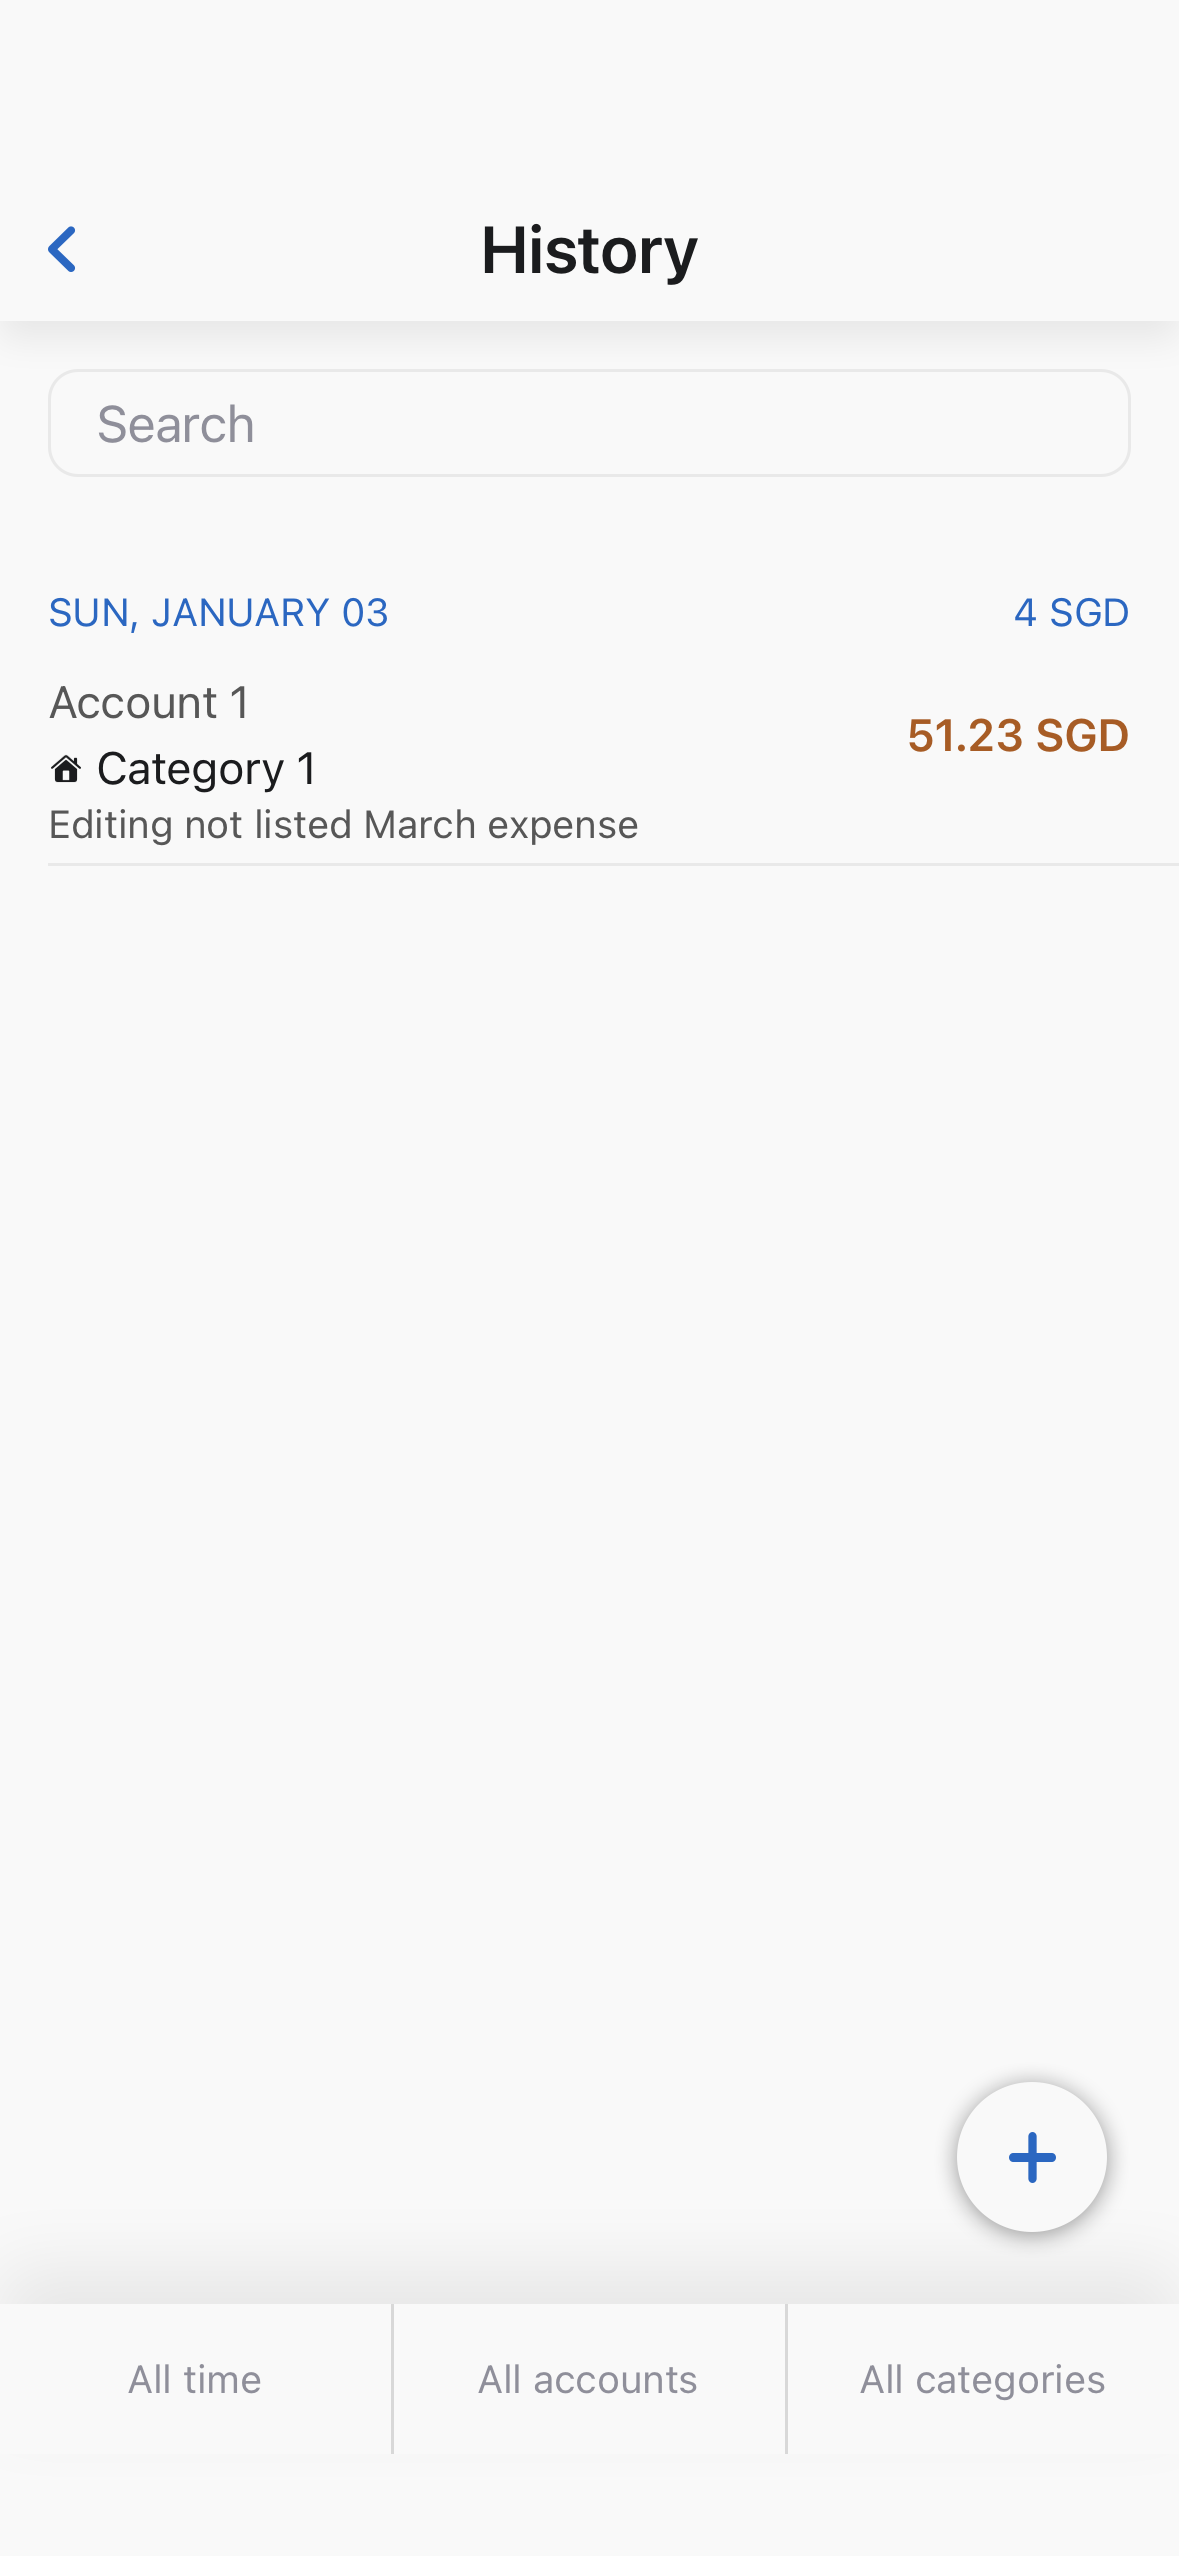 History
Search
SUN, JANUARY 03
4 SGD
Account 1
51.23 SGD
Category 1
Editing not listed March expense
All time
All accounts
All categories